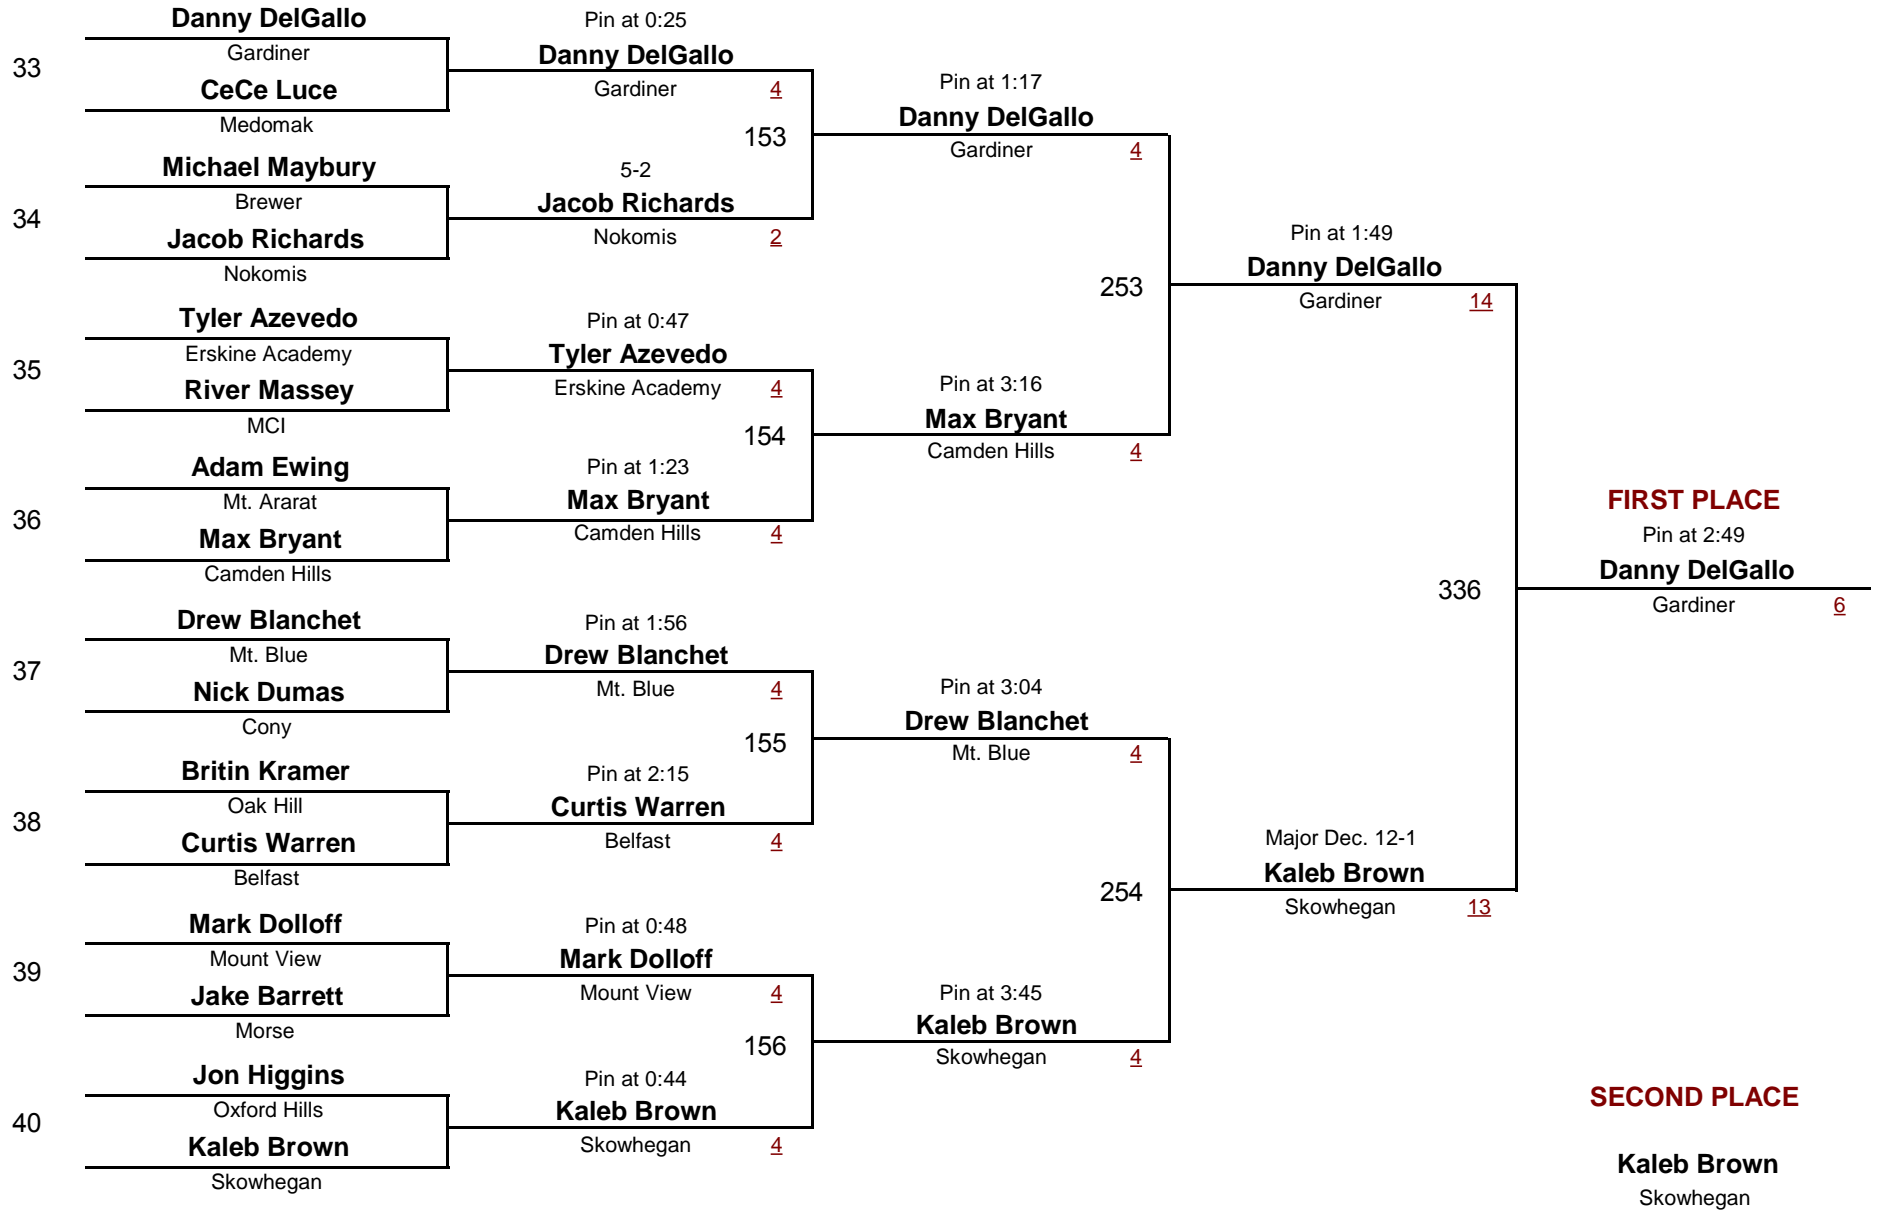 Danny DelGallo
Gardiner
33
CeCe Luce
Medomak
Michael Maybury
Brewer
34
Jacob Richards
Nokomis
Tyler Azevedo
Erskine Academy
35
River Massey
MCI
Adam Ewing
Mt. Ararat
36
Max Bryant
Camden Hills
Drew Blanchet
Mt. Blue
37
Nick Dumas
Cony
Britin Kramer
Oak Hill
38
Curtis Warren
Belfast
Mark Dolloff
Mount View
39
Jake Barrett
Morse
Jon Higgins
Oxford Hills
40
Kaleb Brown
Skowhegan
Pin at 0:25
Danny DelGallo
Gardiner 4
153
5-2
Jacob Richards
Nokomis 2
Pin at 0:47
Tyler Azevedo
Erskine Academy 4
154
Pin at 1:23
Max Bryant
Camden Hills 4
Pin at 1:56
Drew Blanchet
Mt. Blue 4
155
Pin at 2:15
Curtis Warren
Belfast 4
Pin at 0:48
Mark Dolloff
Mount View 4
156
Pin at 0:44
Kaleb Brown
Skowhegan 4
Pin at 1:17
Danny DelGallo
Gardiner 4
253
Pin at 3:16
Max Bryant
Camden Hills 4
Pin at 3:04
Drew Blanchet
Mt. Blue 4
254
Pin at 3:45
Kaleb Brown
Skowhegan 4
Pin at 1:49
Danny DelGallo
Gardiner 14
336
Major Dec. 12-1
Kaleb Brown
Skowhegan 13
FIRST PLACE
Pin at 2:49
Danny DelGallo
Gardiner 6
SECOND PLACE
Kaleb Brown
Skowhegan